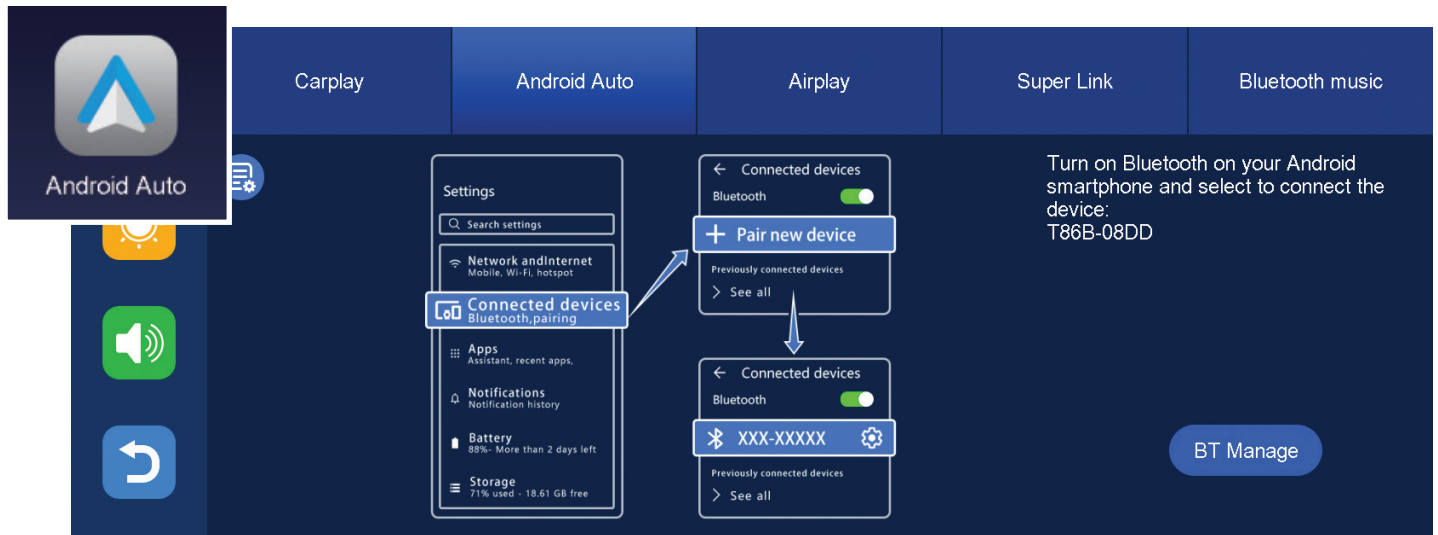 Android Auto
Carplay
Android Auto
Airplay
Super Link
Bluetooth music
Settings
Search settings
Network andInternet
Mobile, Wi-Fi, hotspot
Connected devices
Bluetooth,pairing
Apps
Assistant, recent apps,
Notifications
Notification history
Battery
88%- More than 2 days left
Storage
71% used - 18.61 GB free
Connected devices
Bluetooth
Pair new device
Previously connected devices
See all
Connected devices
Bluetooth
XXX-XXXXX
Previously connected devices
See all
Turn on Bluetooth on your Android
smartphone and select to connect the
device:
T86B-08DD
BT Manage